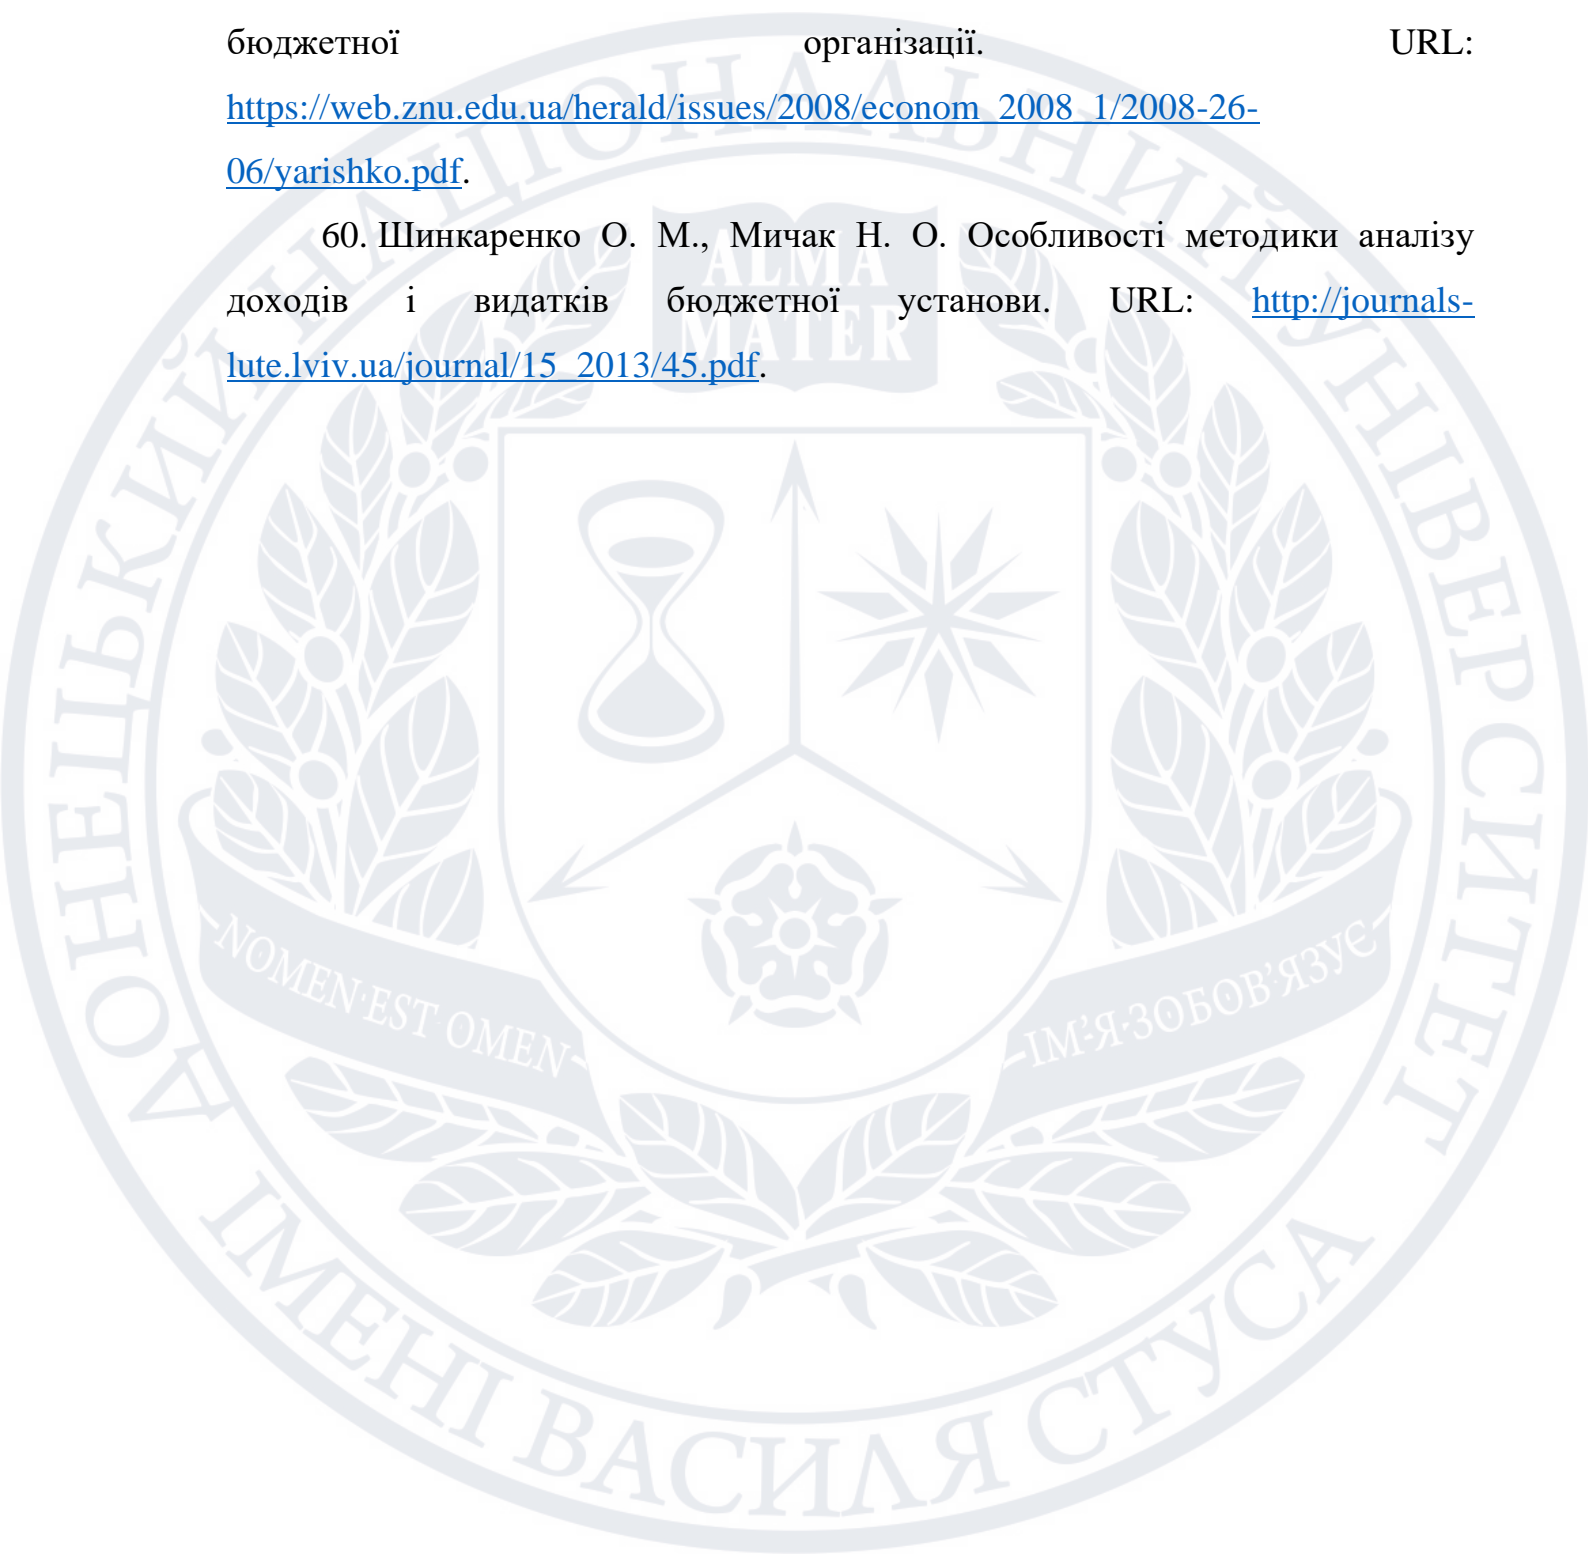 бюджетної організації. URL:
https://web.znu.edu.ua/herald/issues/2008/econom_2008_1/2008-26-
06/yarishko.pdf.
60. Шинкаренко О. М., Мичак Н. О. Особливості методики аналізу
доходів і видатків бюджетної установи. URL: http://journals-
lute.lviv.ua/journal/15_2013/45.pdf.
ДОНЕЦЬКИЙ НАЦІОНАЛЬНИЙ УНІВЕРСИТЕТ
ІМЕНІ ВАСИЛЯ СТУСА
ALMA
MATER
NOMEN·EST OMEN
ІМ'Я·ЗОБОВ'ЯЗУЄ